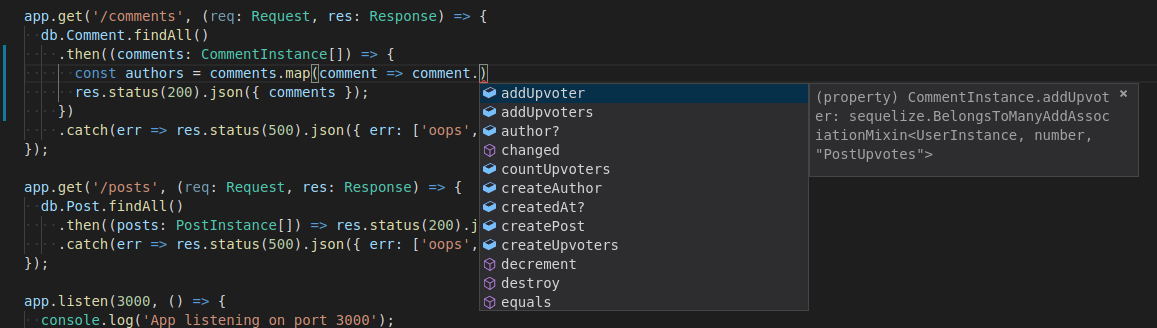 app.get('/comments', (req: Request, res: Response) => {
db.Comment.findAll()
.then((comments: CommentInstance[]) => {
const authors = comments.map(comment => comment.)
res.status(200).json({ comments });
})
.catch(err => res.status(500).json({ err: ['oops',
});
app.get('/posts', (req: Request, res: Response) => {
db.Post.findAll()
.then((posts: PostInstance[]) => res.status(200).j
.catch(err => res.status(500).json({ err: ['oops',
});
app.listen(3000, () => {
console.log('App listening on port 3000');
addUpvoter
addUpvoters
author?
changed
countUpvoters
createAuthor
createdAt?
createPost
createUpvoters
decrement
destroy
equals
(property) CommentInstance.addUpvot
er: sequelize.BelongsToManyAddAssoc
iationMixin<UserInstance, number,
"PostUpvotes">
×